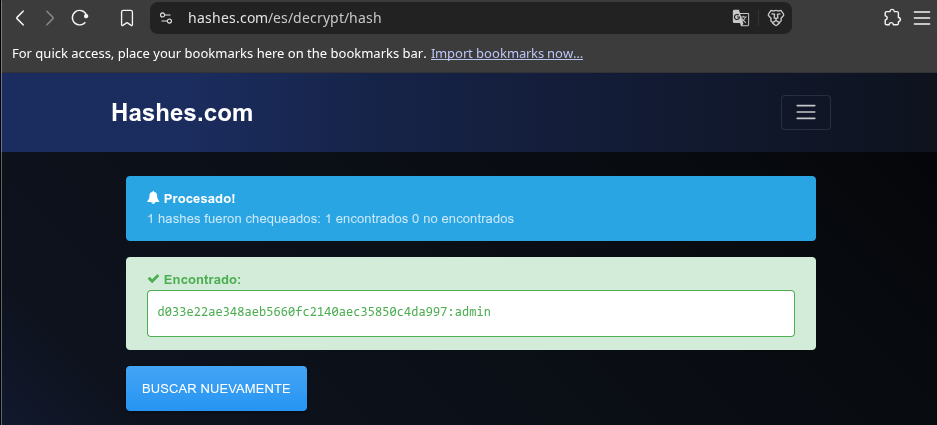 hashes.com/es/decrypt/hash
For quick access, place your bookmarks here on the bookmarks bar. Import bookmarks now...
Hashes.com
Procesado!
1 hashes fueron chequeados: 1 encontrados 0 no encontrados
Encontrado:
d033e22ae348aeb5660fc2140aec35850c4da997:admin
BUSCAR NUEVAMENTE